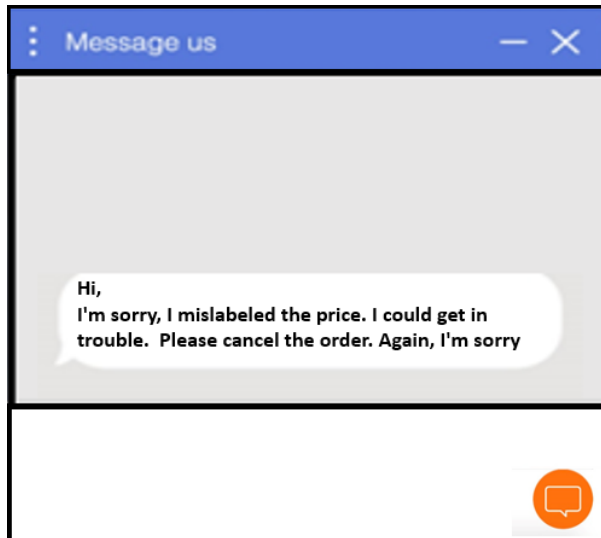 Message us
Hi,
I'm sorry, I mislabeled the price. I could get in
trouble.  Please cancel the order. Again, I'm sorry